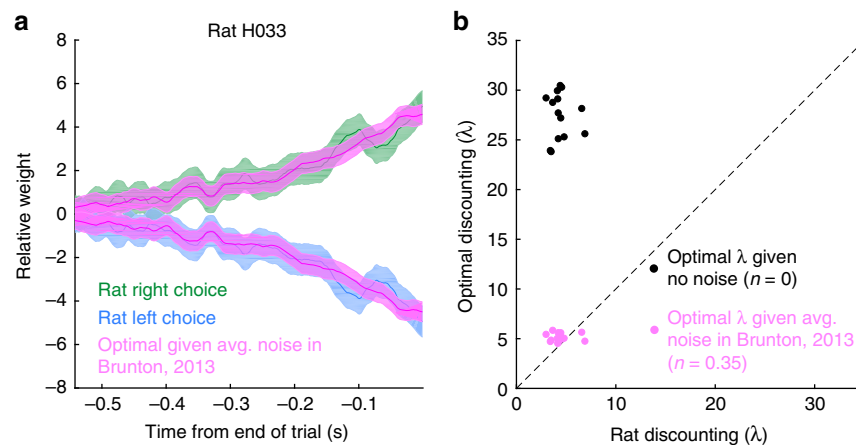 a
Rat H033
8
6
4
2
0
−2
−4
−6
−8
Relative weight
Rat right choice
Rat left choice
Optimal given avg. noise in
Brunton, 2013
−0.5
−0.4
−0.3
−0.2
−0.1
Time from end of trial (s)
b
35
30
25
20
15
10
5
0
Optimal discounting (λ)
Optimal λ given
no noise (n = 0)
Optimal λ given avg.
noise in Brunton, 2013
(n = 0.35)
0
10
20
30
Rat discounting (λ)